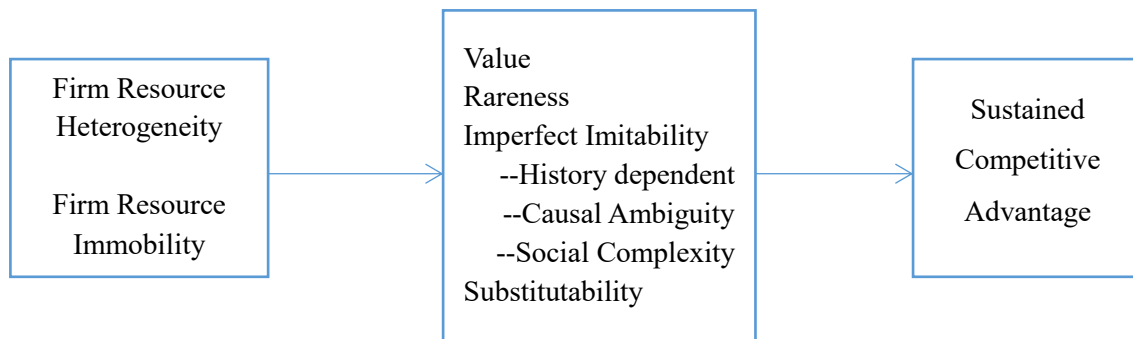 Firm Resource
Heterogeneity
Firm Resource
Immobility
Value
Rareness
Imperfect Imitability
--History dependent
--Causal Ambiguity
--Social Complexity
Substitutability
Sustained
Competitive
Advantage